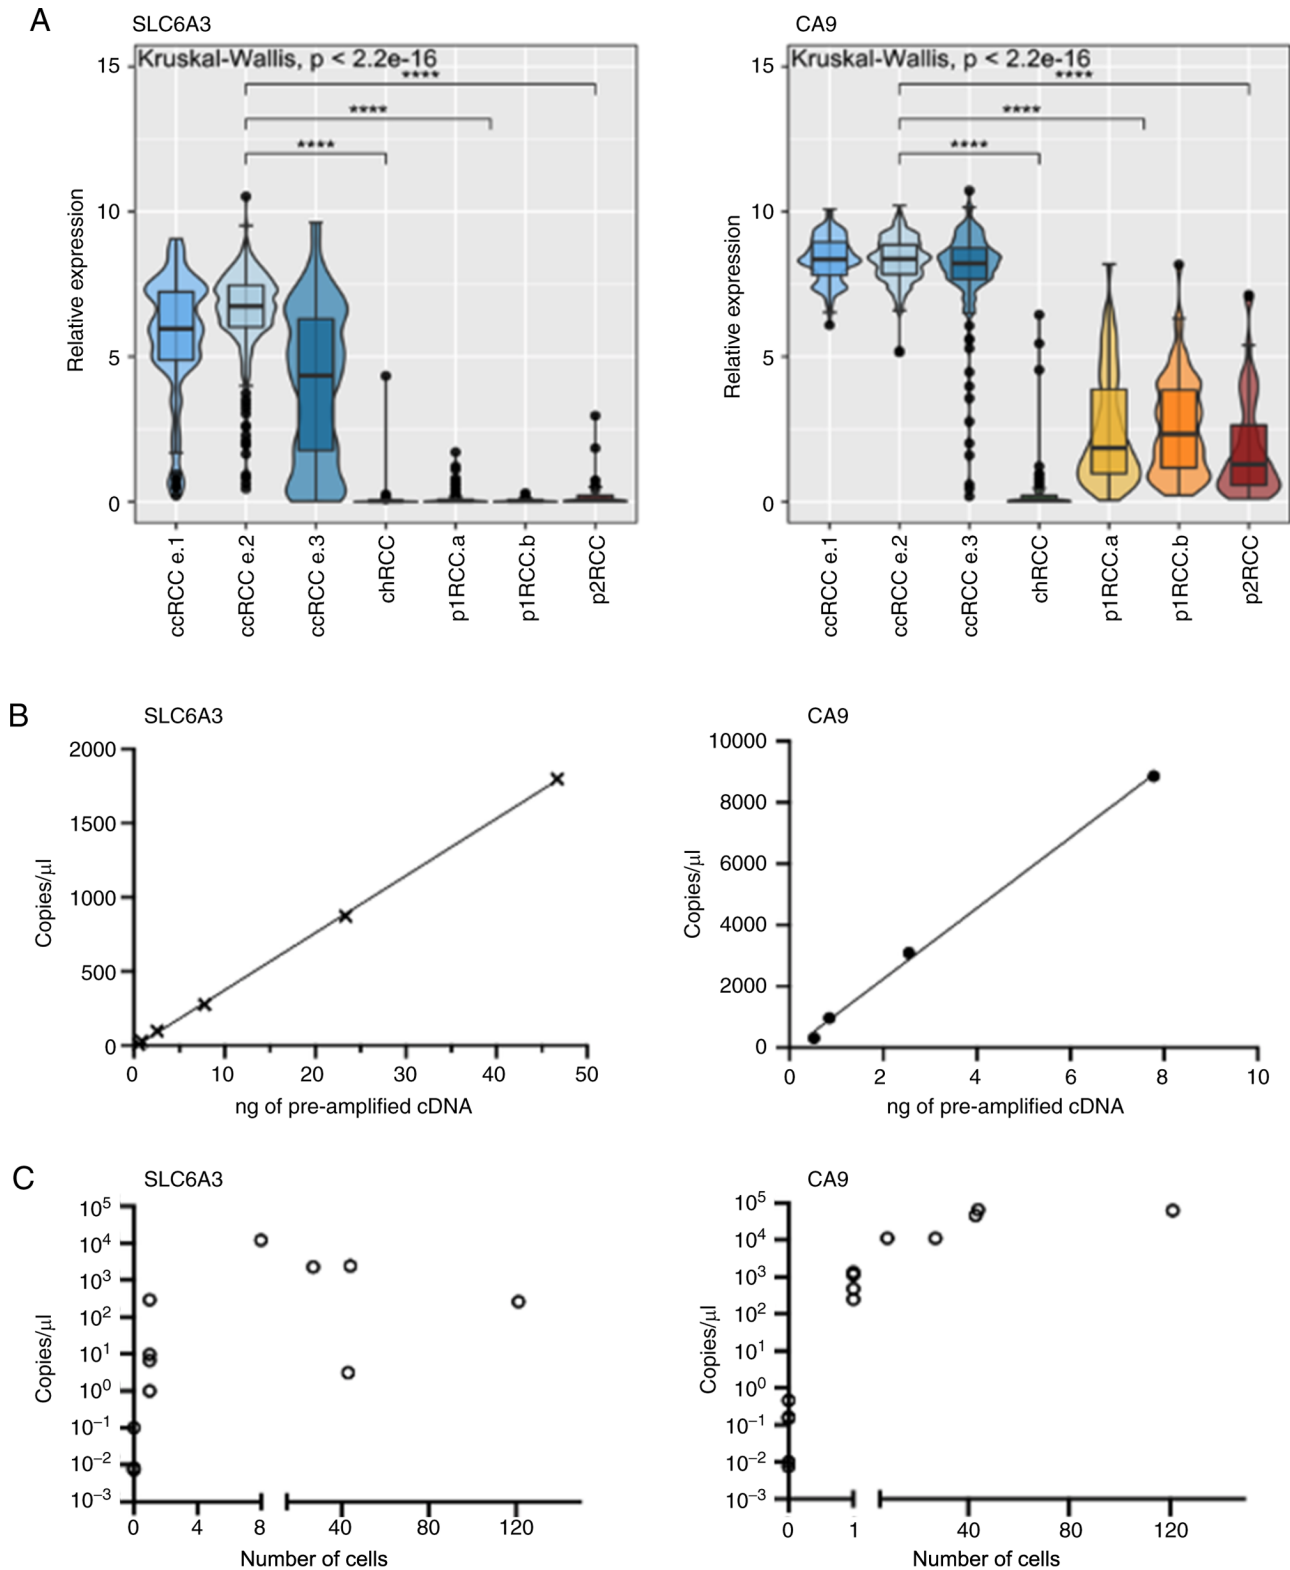 A
SLC6A3
CA9
Kruskal-Wallis, p < 2.2e-16
****
****
****
15
10
5
0
Relative expression
ccRCC e.1
ccRCC e.2
ccRCC e.3
chRCC
p1RCC.a
p1RCC.b
p2RCC
Kruskal-Wallis, p < 2.2e-16
****
****
****
15
10
5
0
Relative expression
ccRCC e.1
ccRCC e.2
ccRCC e.3
chRCC
p1RCC.a
p1RCC.b
p2RCC
B
SLC6A3
2000
1500
1000
500
0
Copies/µl
0 10 20 30 40 50
ng of pre-amplified cDNA
CA9
10000
8000
6000
4000
2000
0
Copies/µl
0 2 4 6 8 10
ng of pre-amplified cDNA
C
SLC6A3
10⁵
10⁴
10³
10²
10¹
10⁰
10⁻¹
10⁻²
10⁻³
Copies/µl
0 4 8 40 80 120
Number of cells
CA9
10⁵
10⁴
10³
10²
10¹
10⁰
10⁻¹
10⁻²
10⁻³
Copies/µl
0 1 40 80 120
Number of cells